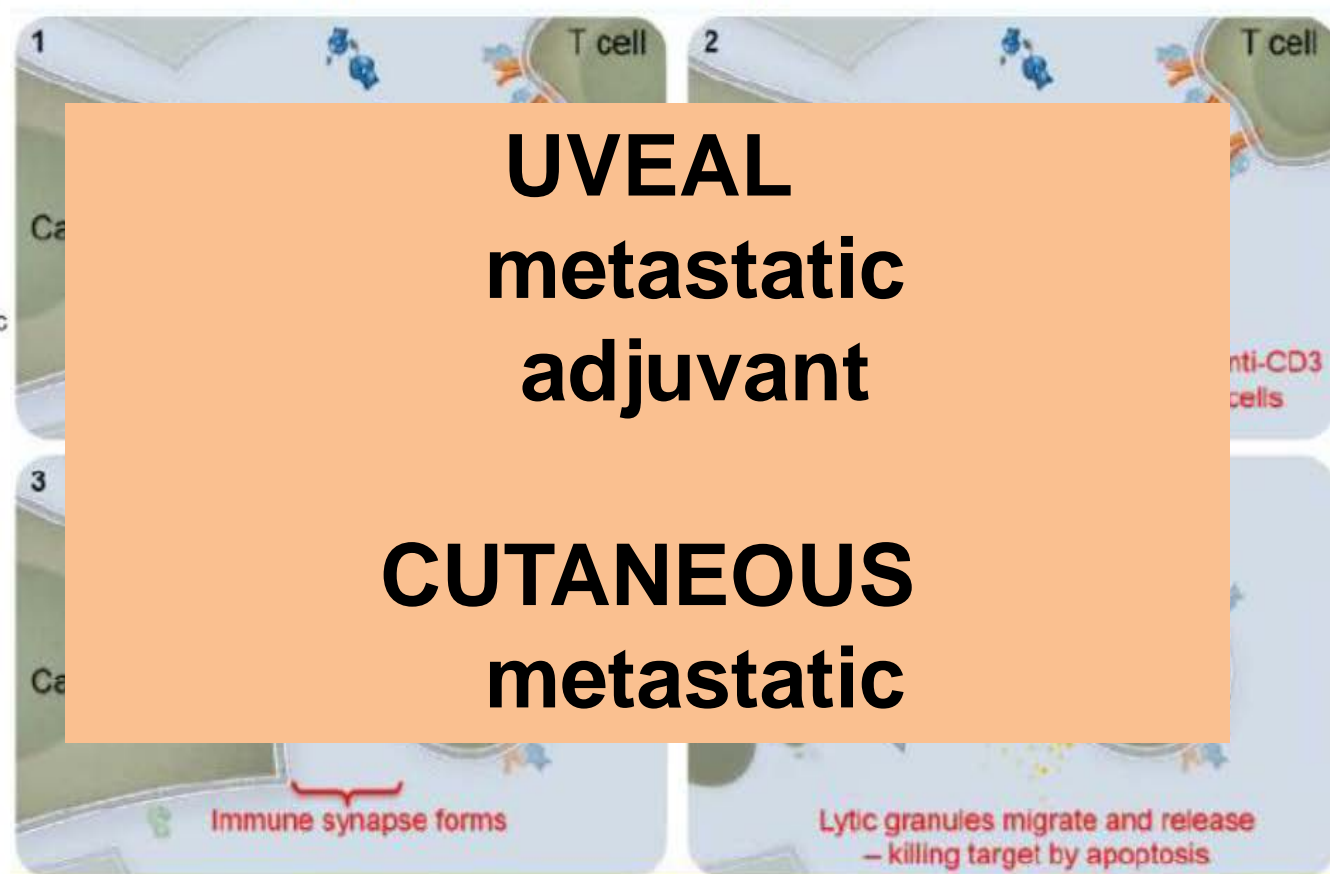 1
T cell
2
T cell
UVEAL
metastatic
adjuvant
CUTANEOUS
metastatic
3
Immune synapse forms
Lytic granules migrate and release
– killing target by apoptosis